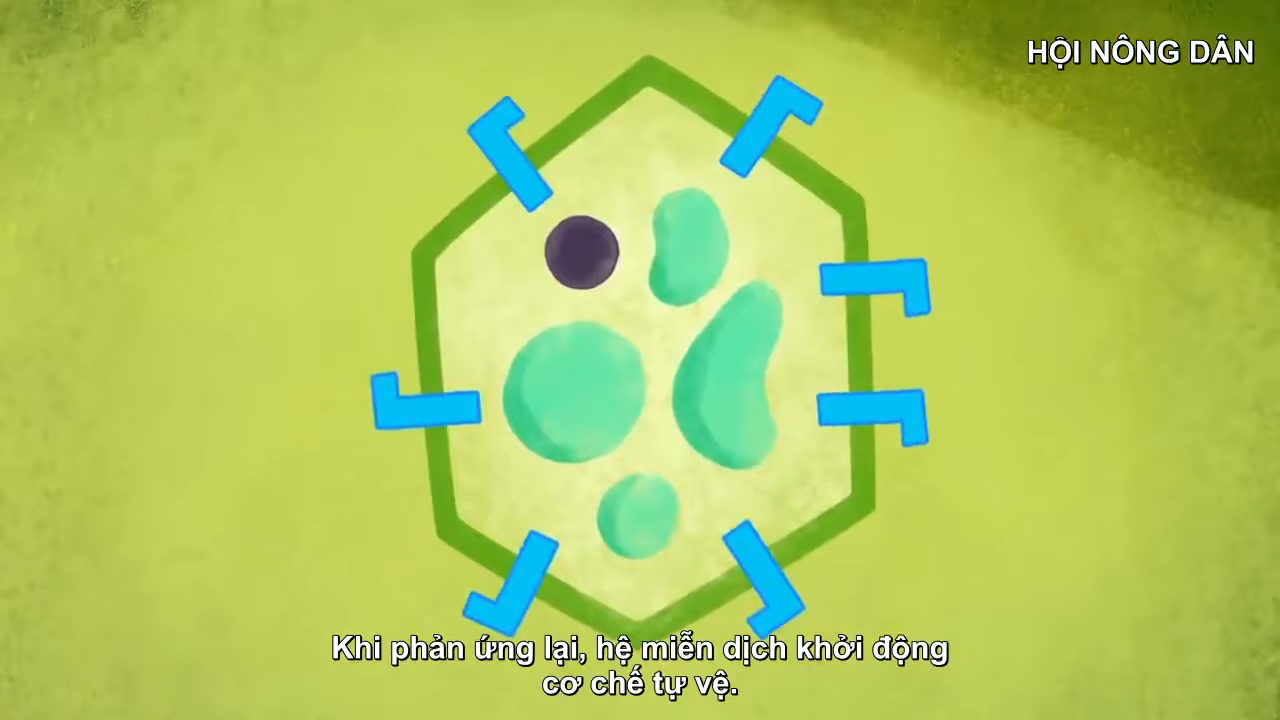 HỘI NÔNG DÂN
Khi phản ứng lại, hệ miễn dịch khởi động
cơ chế tự vệ.